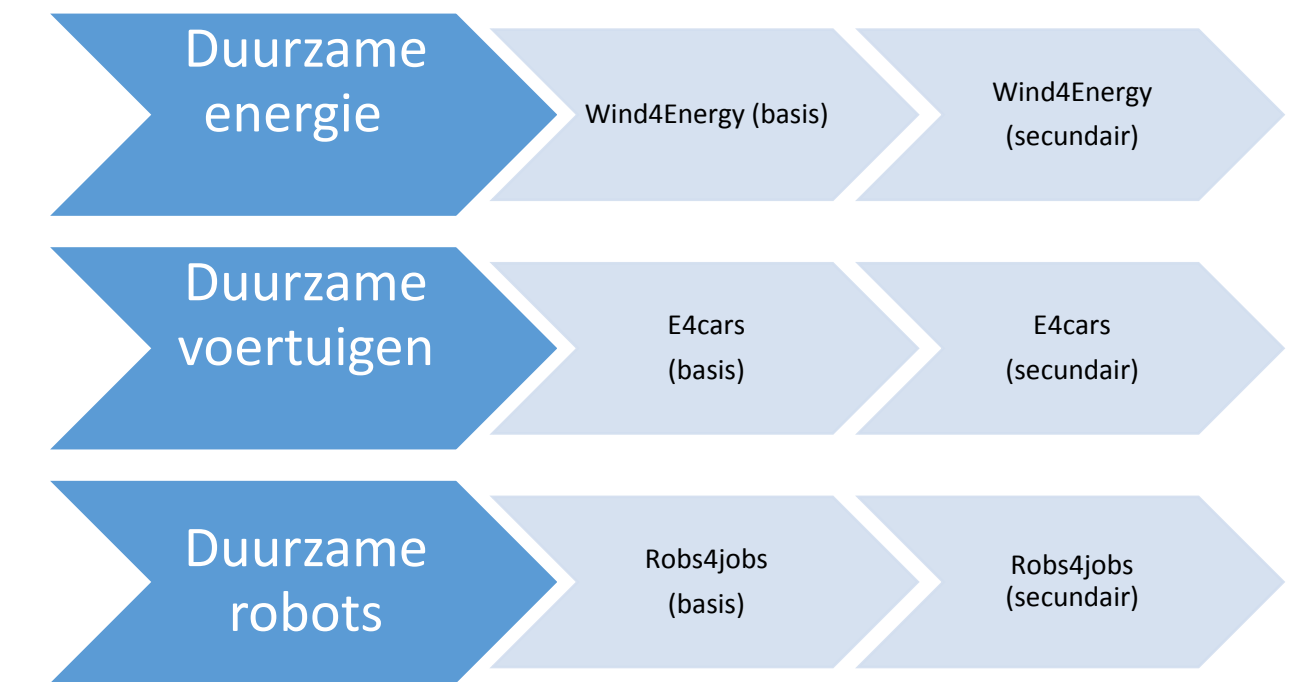 Duurzame
energie
Wind4Energy (basis)
Wind4Energy
(secundair)
Duurzame
voertuigen
E4cars
(basis)
E4cars
(secundair)
Duurzame
robots
Robs4jobs
(basis)
Robs4jobs
(secundair)